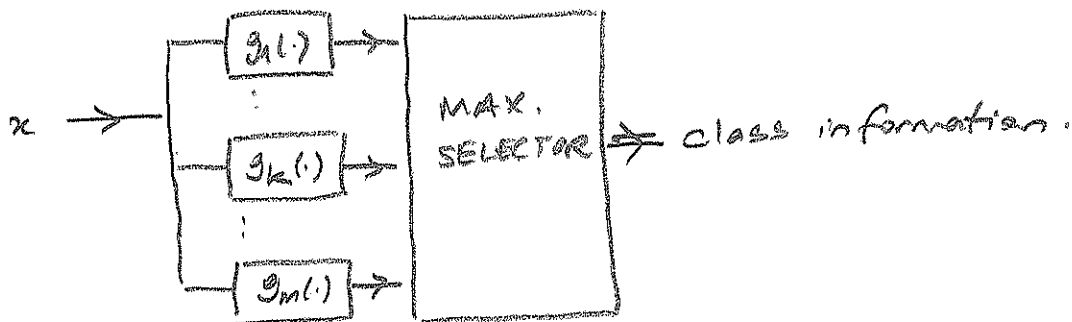 g₁(·)
x
MAX.
SELECTOR
class information.
gₖ(·)
gₘ(·)